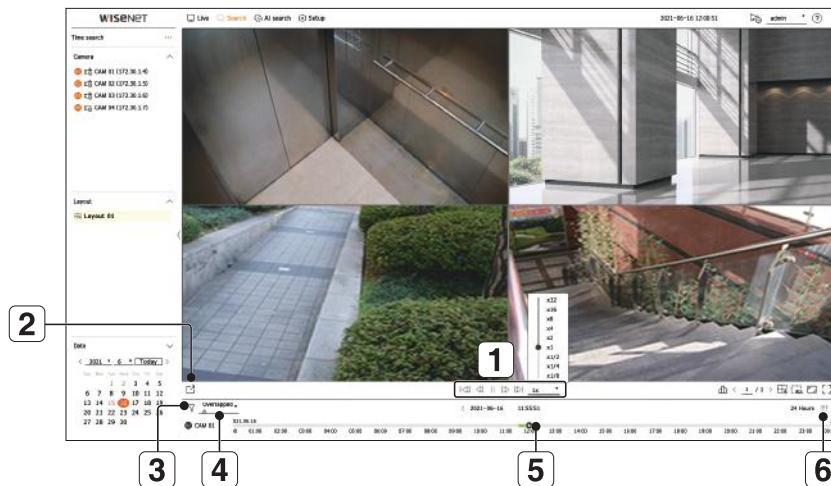 WISENET
Live Search AI search Setup
2021-06-16 12:00:51 admin ?
Time search ...
Camera
CAM 01 (172.30.1.4)
CAM 02 (172.30.1.5)
CAM 03 (172.30.1.6)
CAM 04 (172.30.1.7)
Layout
Layout 01
x32
x16
x8
x4
x2
x1
x1/2
x1/4
x1/8
2
1
Date
< 2021 6 Today >
1 2 3 4 5
6 7 8 9 10 11 12
13 14 15 16 17 18 19
20 21 22 23 24 25 26
27 28 29 30
1x
< 1 / 3 >
Overlapped
0
2021-06-16 11:55:51
24 Hours
CAM 01
0 01:00 02:00 03:00 04:00 05:00 06:00 07:00 08:00 09:00 10:00 11:00 13:00 14:00 15:00 16:00 17:00 18:00 19:00 20:00 21:00 22:00 23:00
3
4
5
6